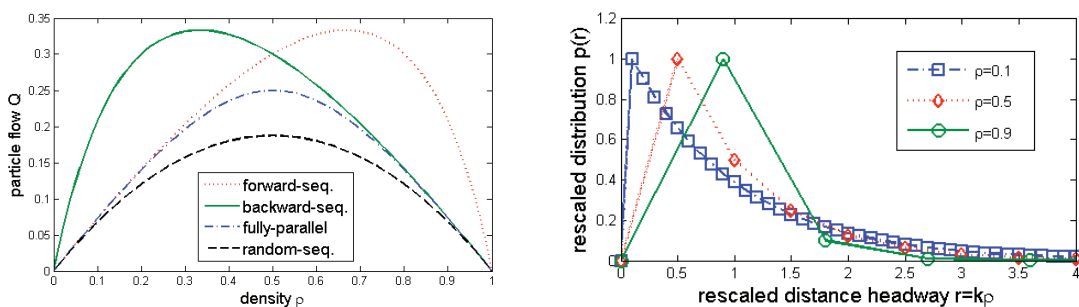 particle flow Q
0.35
0.3
0.25
0.2
0.15
0.1
0.05
0
0 0.1 0.2 0.3 0.4 0.5 0.6 0.7 0.8 0.9 1
density ρ
forward-seq.
backward-seq.
fully-parallel
random-seq.
rescaled distribution p(r)
1.2
1
0.8
0.6
0.4
0.2
0 0.5 1 1.5 2 2.5 3 3.5 4
rescaled distance headway r=kρ
ρ=0.1
ρ=0.5
ρ=0.9